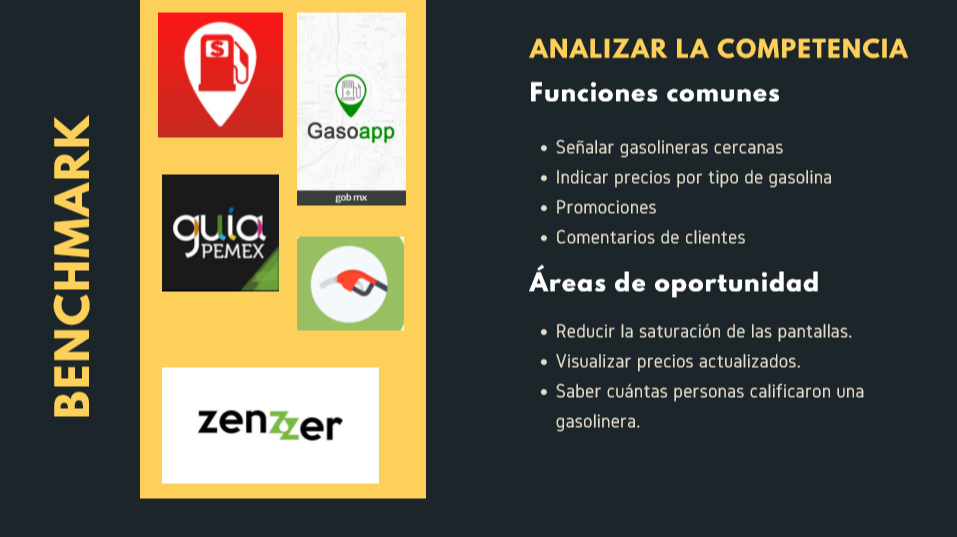 BENCHMARK
$
Gasoapp
gob mx
guía
PEMEX
zenzzer
ANALIZAR LA COMPETENCIA
Funciones comunes
• Señalar gasolineras cercanas
• Indicar precios por tipo de gasolina
• Promociones
• Comentarios de clientes
Áreas de oportunidad
• Reducir la saturación de las pantallas.
• Visualizar precios actualizados.
• Saber cuántas personas calificaron una
gasolinera.